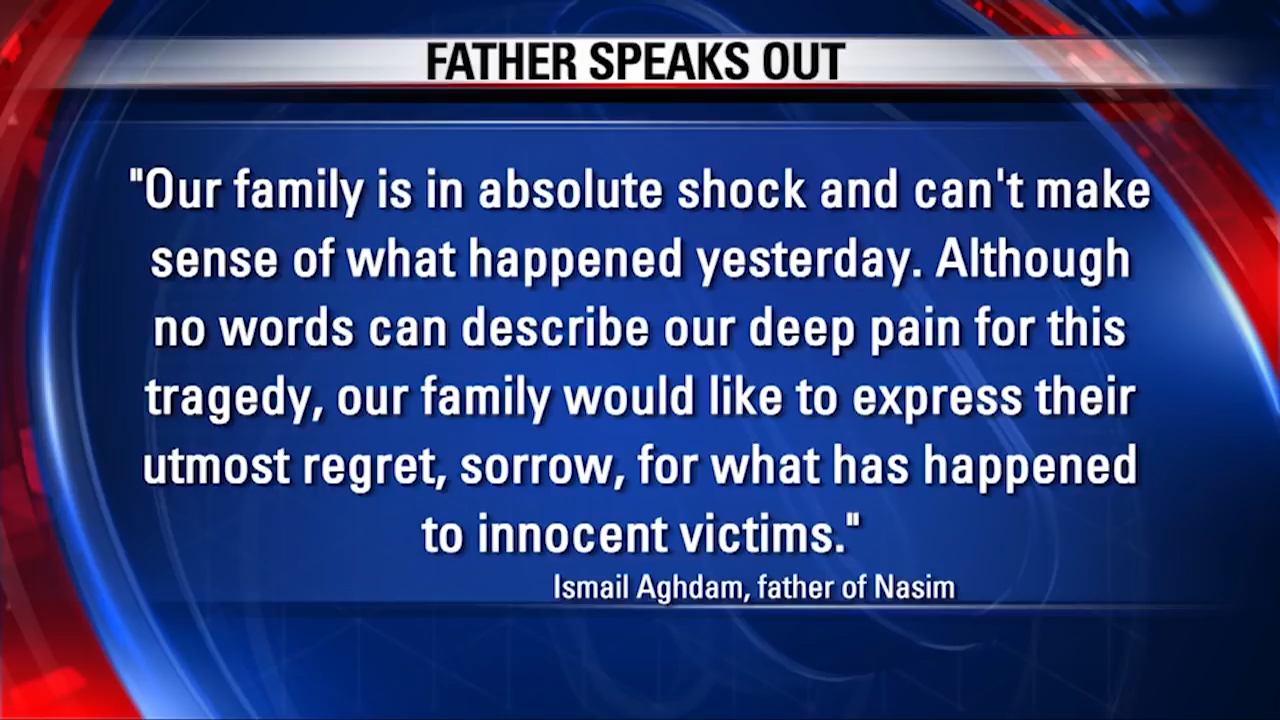 FATHER SPEAKS OUT
"Our family is in absolute shock and can't make
sense of what happened yesterday. Although
no words can describe our deep pain for this
tragedy, our family would like to express their
utmost regret, sorrow, for what has happened
to innocent victims."
Ismail Aghdam, father of Nasim